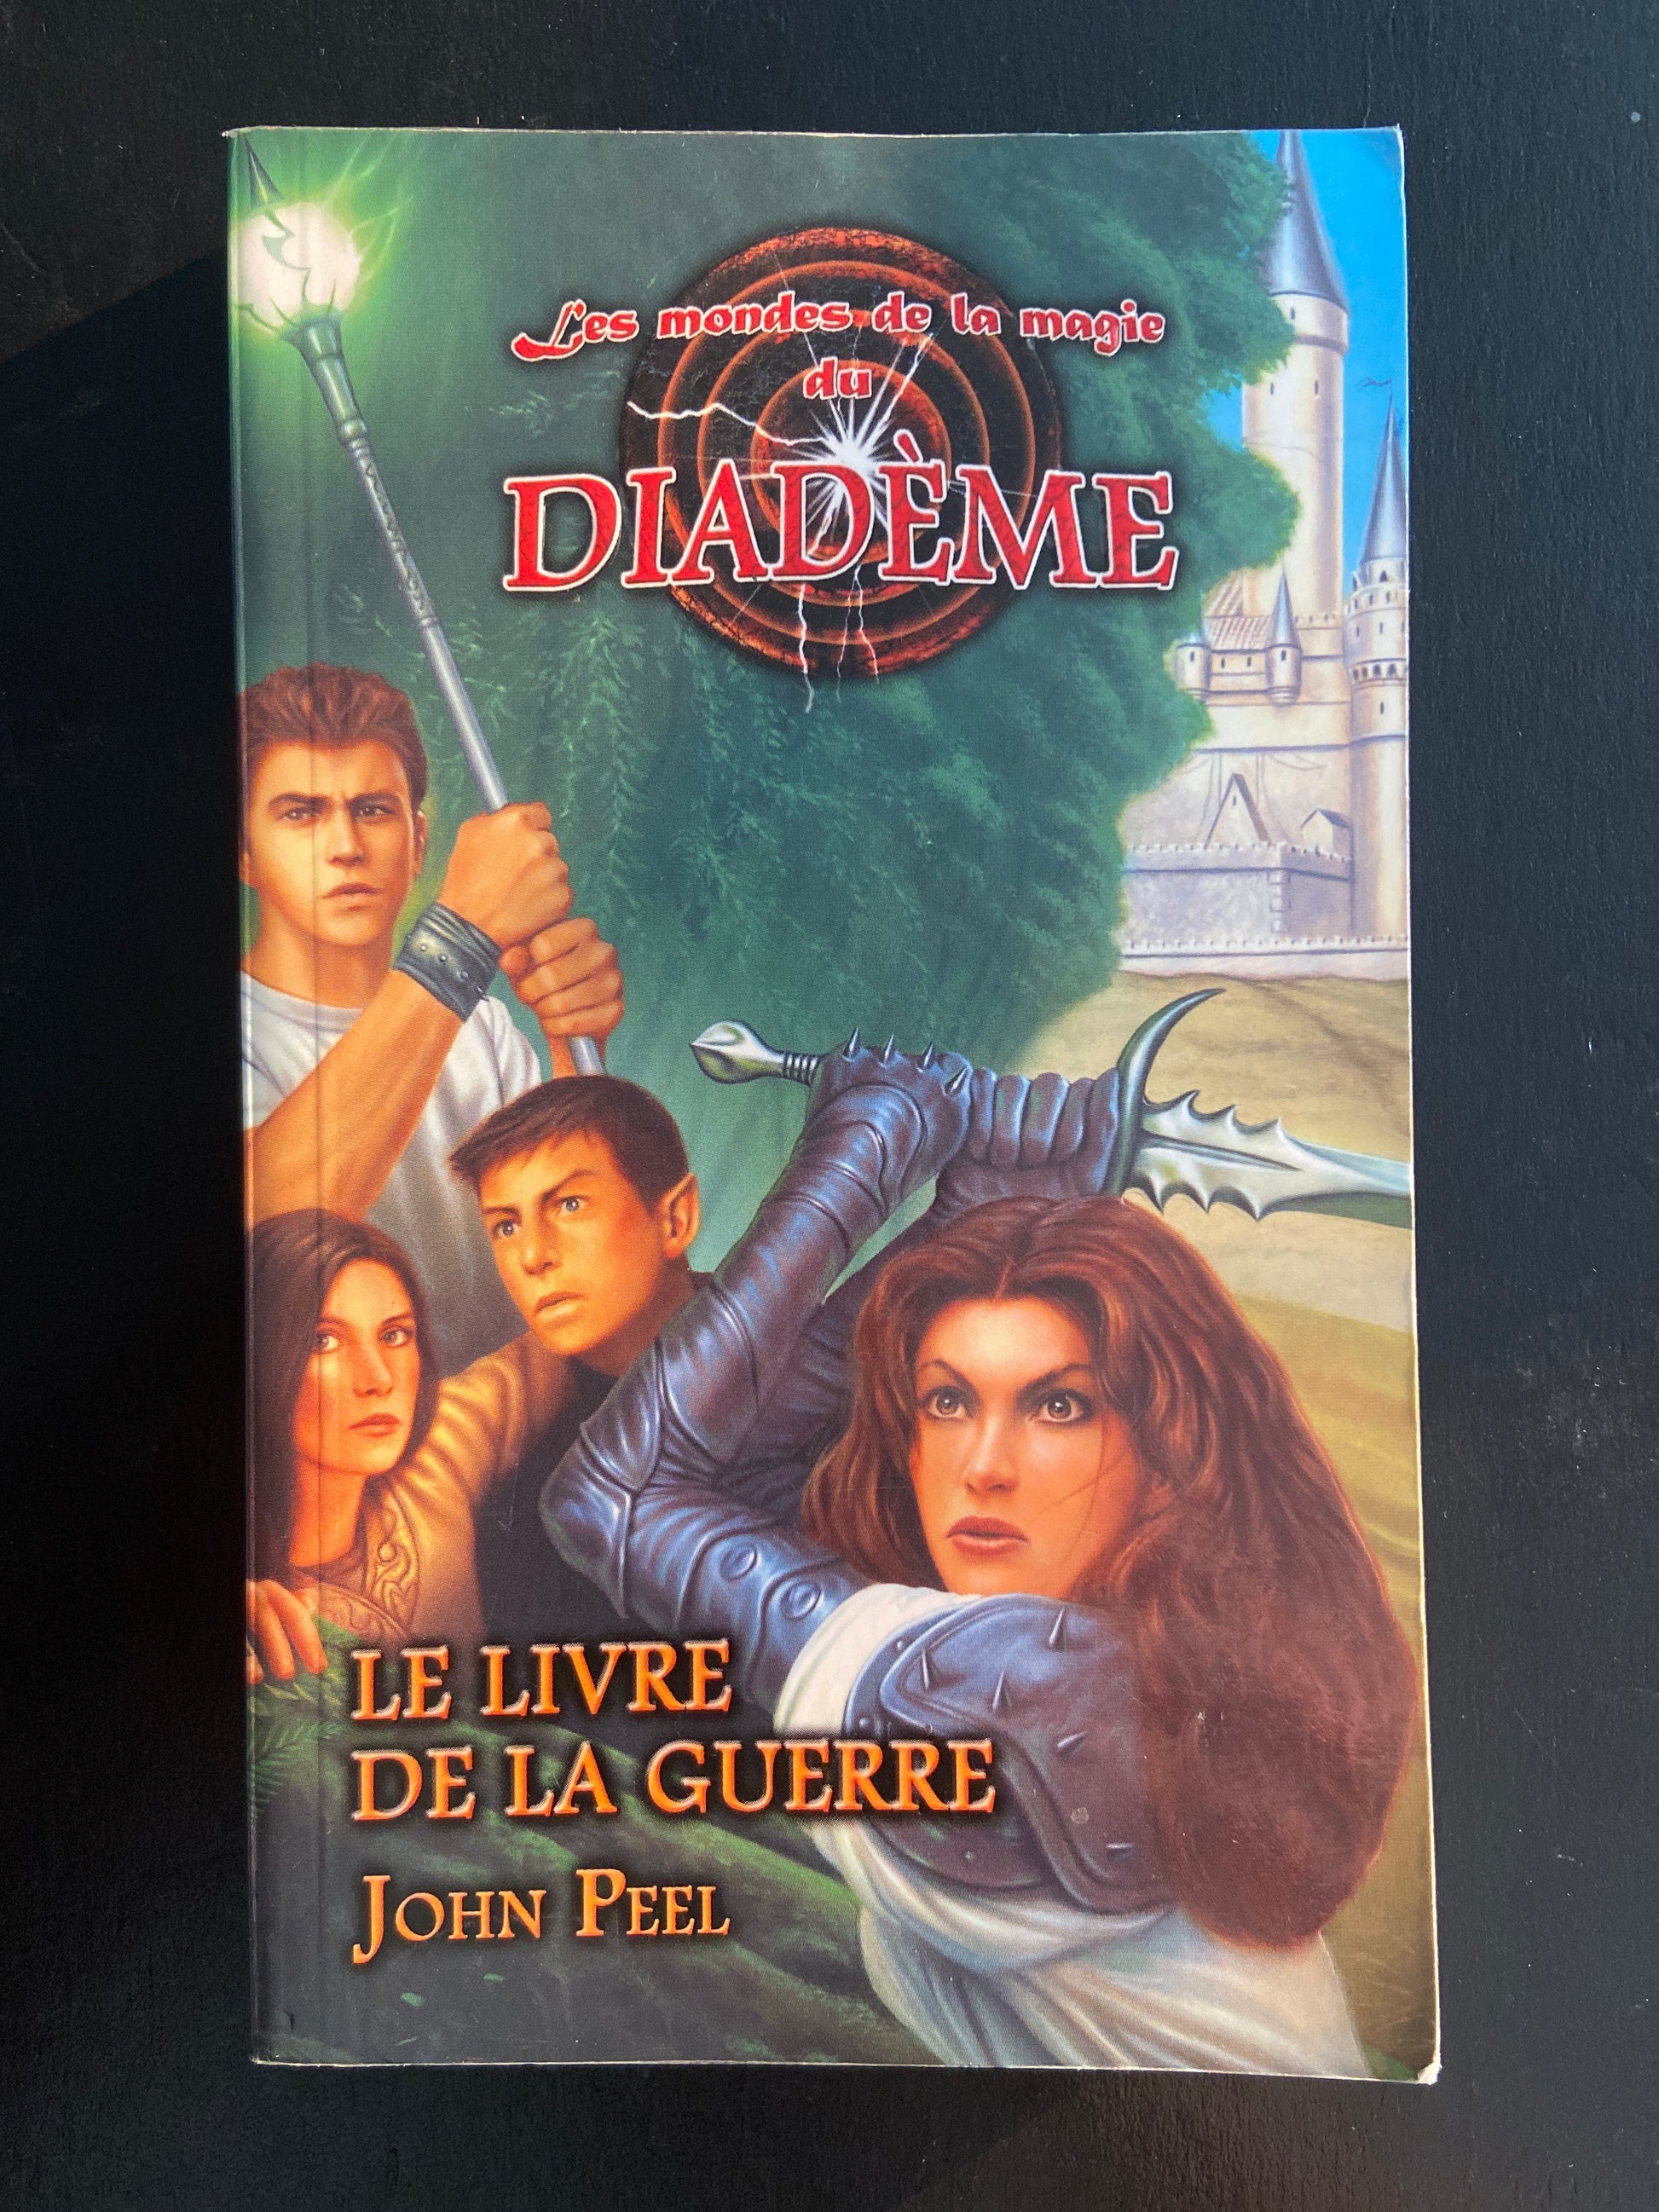 Les mondes de la magie
du
DIADÈME
LE LIVRE
DE LA GUERRE
JOHN PEEL